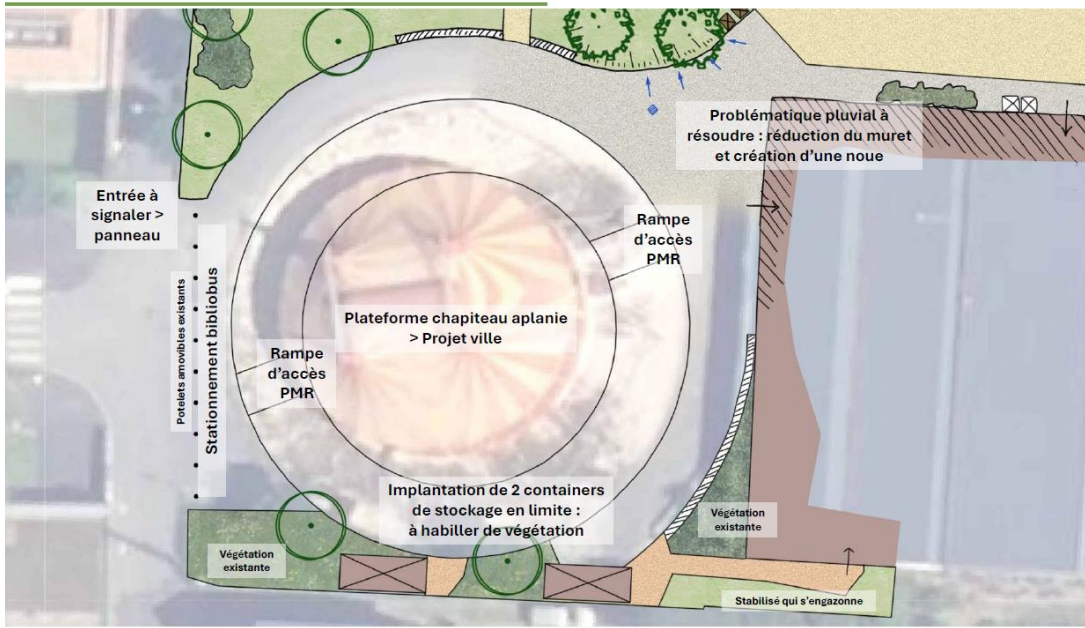 Problématique pluvial à
résoudre : réduction du muret
et création d'une noue
Entrée à
signaler >
panneau
Rampe
d'accès
PMR
Potelets amovibles existants
Stationnement bibliobus
Plateforme chapiteau aplanie
> Projet ville
Rampe
d'accès
PMR
Implantation de 2 containers
de stockage en limite :
à habiller de végétation
Végétation
existante
Végétation
existante
Stabilisé qui s'engazonne